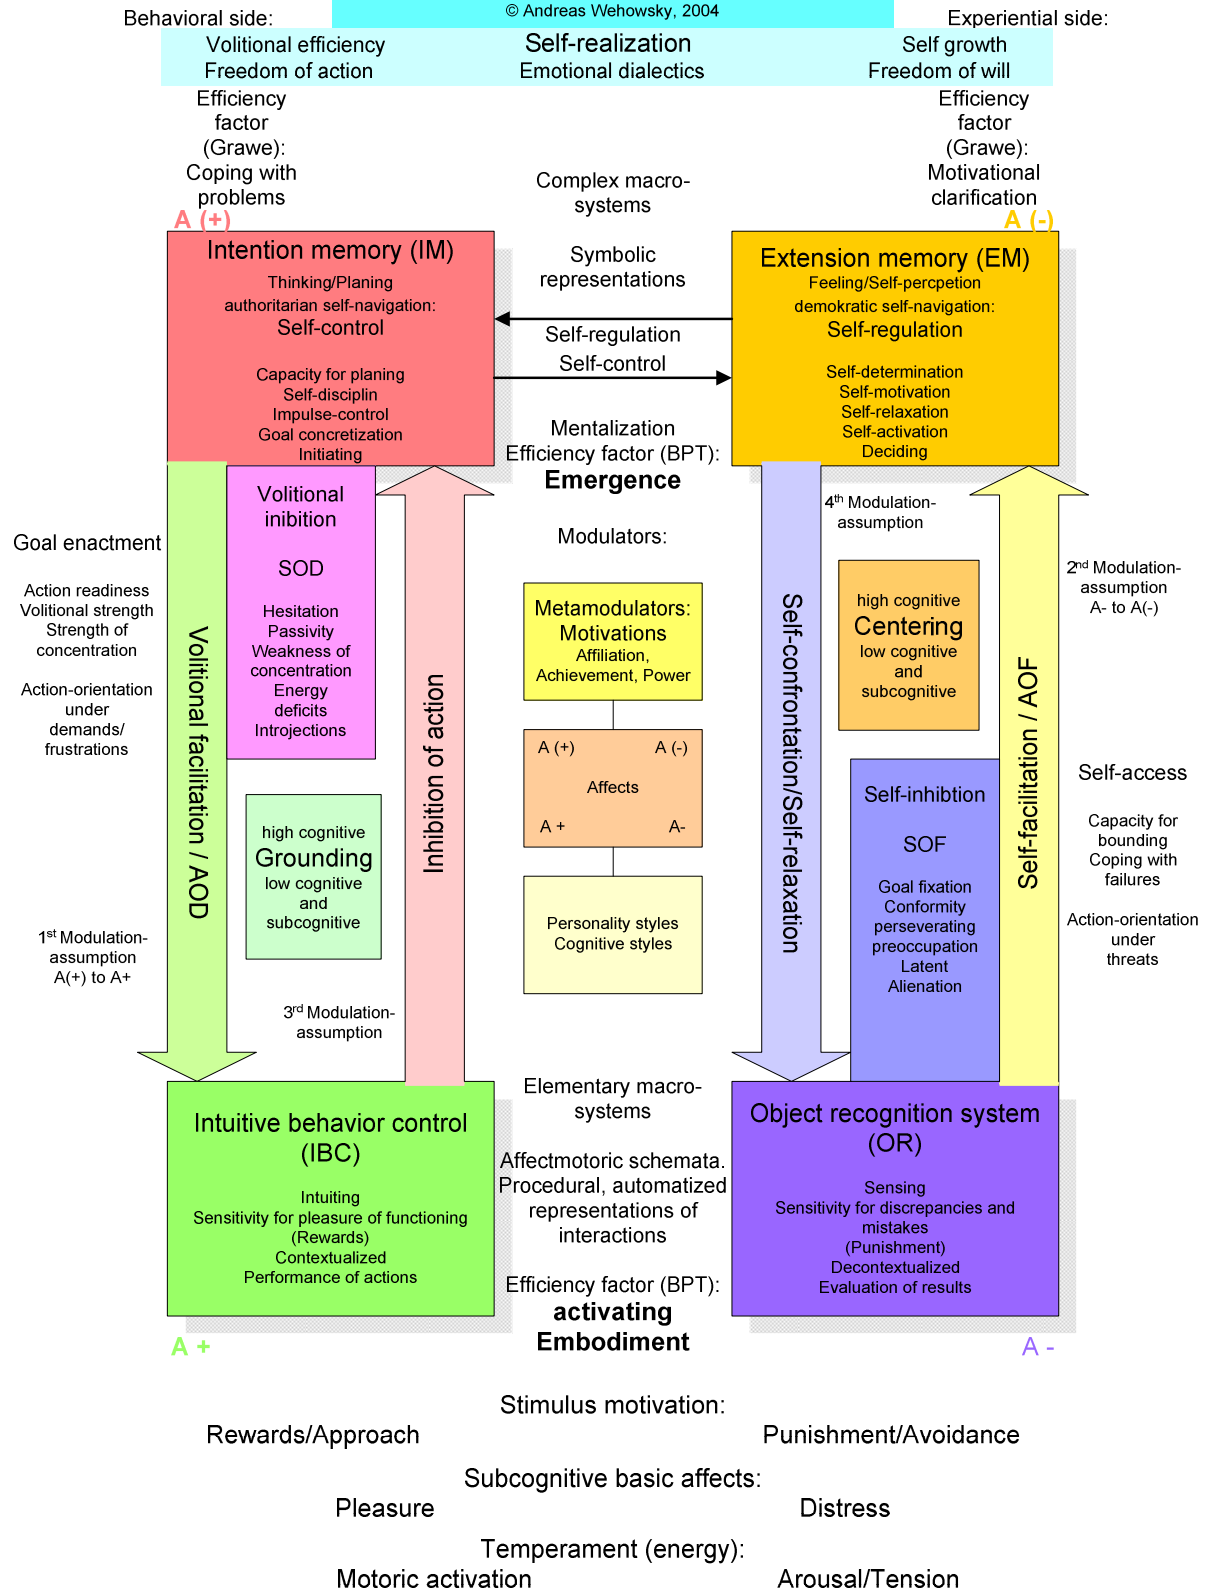 Behavioral side:
© Andreas Wehowsky, 2004
Experiential side:
Volitional efficiency
Self-realization
Self growth
Freedom of action
Emotional dialectics
Freedom of will
Efficiency
factor
(Grawe):
Coping with
problems
A (+)
Efficiency
factor
(Grawe):
Motivational
clarification
A (-)
Complex macro-
systems
Symbolic
representations
Self-regulation
Self-control
Mentalization
Efficiency factor (BPT):
Emergence
Intention memory (IM)
Thinking/Planing
authoritarian self-navigation:
Self-control
Capacity for planing
Self-disciplin
Impulse-control
Goal concretization
Initiating
Extension memory (EM)
Feeling/Self-percpetion
demokratic self-navigation:
Self-regulation
Self-determination
Self-motivation
Self-relaxation
Self-activation
Deciding
Goal enactment
Action readiness
Volitional strength
Strength of
concentration
Action-orientation
under
demands/
frustrations
1st Modulation-
assumption
A(+) to A+
Volitional facilitation / AOD
Volitional
inibition
SOD
Hesitation
Passivity
Weakness of
concentration
Energy
deficits
Introjections
high cognitive
Grounding
low cognitive
and
subcognitive
3rd Modulation-
assumption
Inhibition of action
Modulators:
Metamodulators:
Motivations
Affiliation,
Achievement, Power
A (+)
A (-)
Affects
A +
A-
Personality styles
Cognitive styles
Self-confrontation/Self-relaxation
4th Modulation-
assumption
high cognitive
Centering
low cognitive
and
subcognitive
Self-inhibtion
SOF
Goal fixation
Conformity
perseverating
preoccupation
Latent
Alienation
Self-facilitation / AOF
2nd Modulation-
assumption
A- to A(-)
Self-access
Capacity for
bounding
Coping with
failures
Action-orientation
under
threats
Intuitive behavior control
(IBC)
Intuiting
Sensitivity for pleasure of functioning
(Rewards)
Contextualized
Performance of actions
A +
Elementary macro-
systems
Affectmotoric schemata.
Procedural, automatized
representations of
interactions
Efficiency factor (BPT):
activating
Embodiment
Object recognition system
(OR)
Sensing
Sensitivity for discrepancies and
mistakes
(Punishment)
Decontextualized
Evaluation of results
A -
Stimulus motivation:
Rewards/Approach
Punishment/Avoidance
Subcognitive basic affects:
Pleasure
Distress
Temperament (energy):
Motoric activation
Arousal/Tension